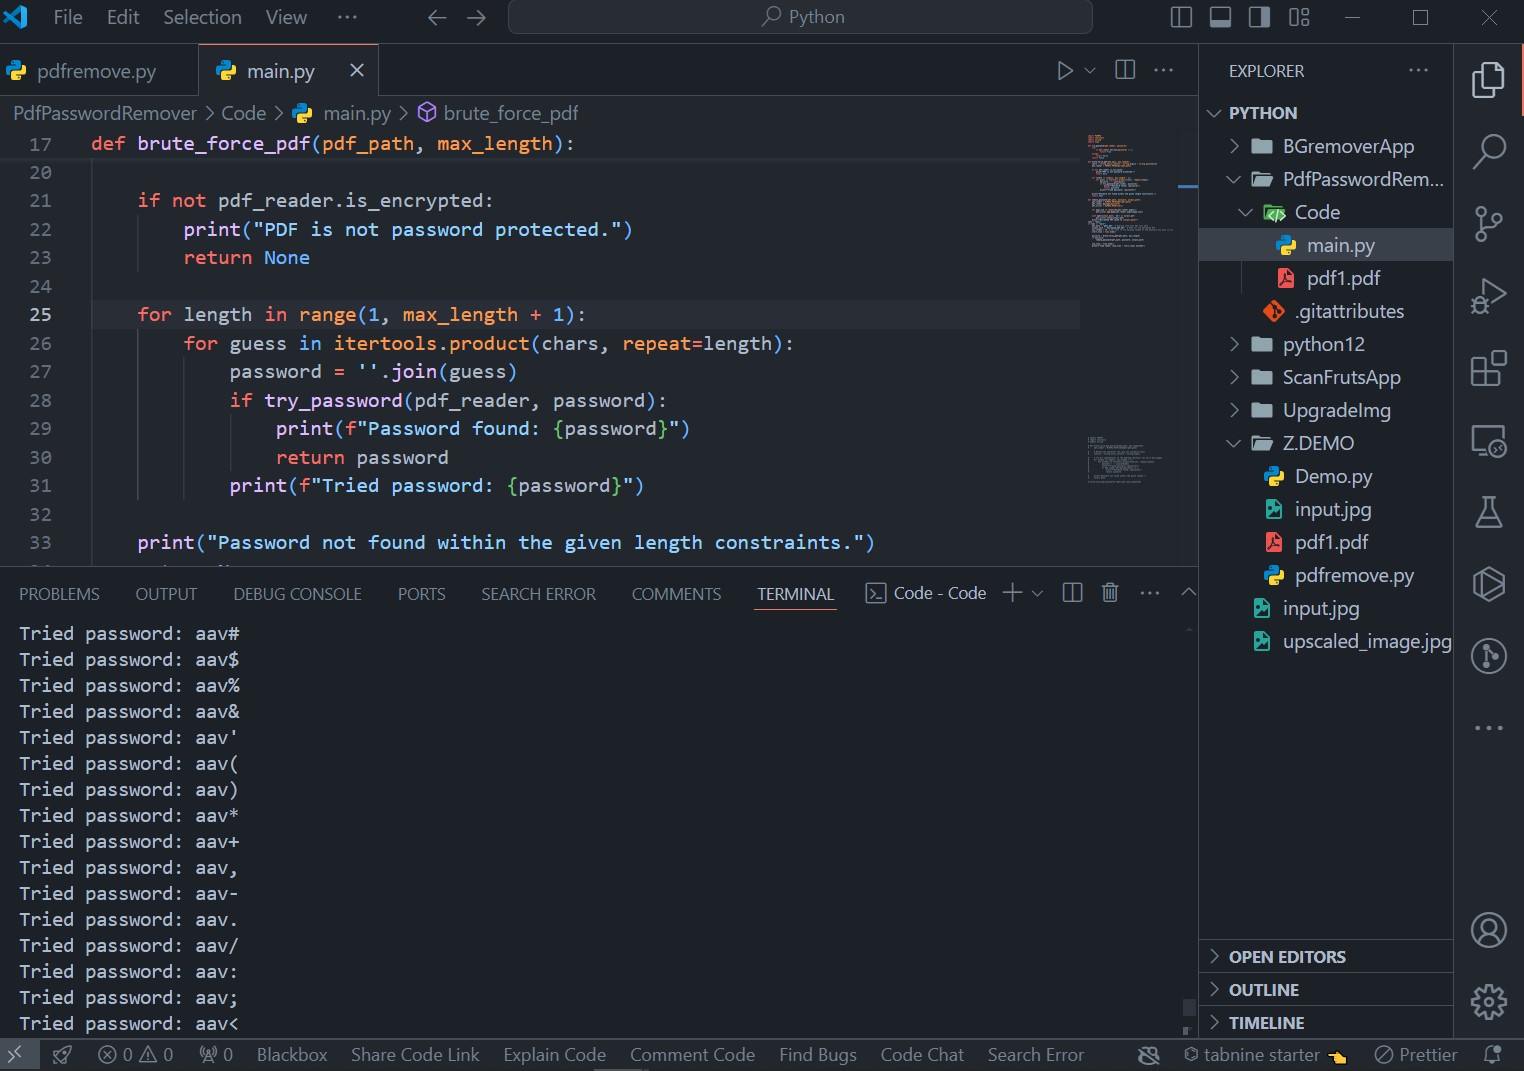 File Edit Selection View ··· Python
pdfremove.py main.py
PdfPasswordRemover > Code > main.py > brute_force_pdf
17 def brute_force_pdf(pdf_path, max_length):
20
21 if not pdf_reader.is_encrypted:
22 print("PDF is not password protected.")
23 return None
24
25 for length in range(1, max_length + 1):
26 for guess in itertools.product(chars, repeat=length):
27 password = ''.join(guess)
28 if try_password(pdf_reader, password):
29 print(f"Password found: {password}")
30 return password
31 print(f"Tried password: {password}")
32
33 print("Password not found within the given length constraints.")
PROBLEMS OUTPUT DEBUG CONSOLE PORTS SEARCH ERROR COMMENTS TERMINAL Code - Code
Tried password: aav#
Tried password: aav$
Tried password: aav%
Tried password: aav&
Tried password: aav'
Tried password: aav(
Tried password: aav)
Tried password: aav*
Tried password: aav+
Tried password: aav,
Tried password: aav-
Tried password: aav.
Tried password: aav/
Tried password: aav:
Tried password: aav;
Tried password: aav<
EXPLORER
PYTHON
BGremoverApp
PdfPasswordRem...
Code
main.py
pdf1.pdf
.gitattributes
python12
ScanFrutsApp
UpgradeImg
Z.DEMO
Demo.py
input.jpg
pdf1.pdf
pdfremove.py
input.jpg
upscaled_image.jpg
OPEN EDITORS
OUTLINE
TIMELINE
0 0 0 Blackbox Share Code Link Explain Code Comment Code Find Bugs Code Chat Search Error tabnine starter Prettier